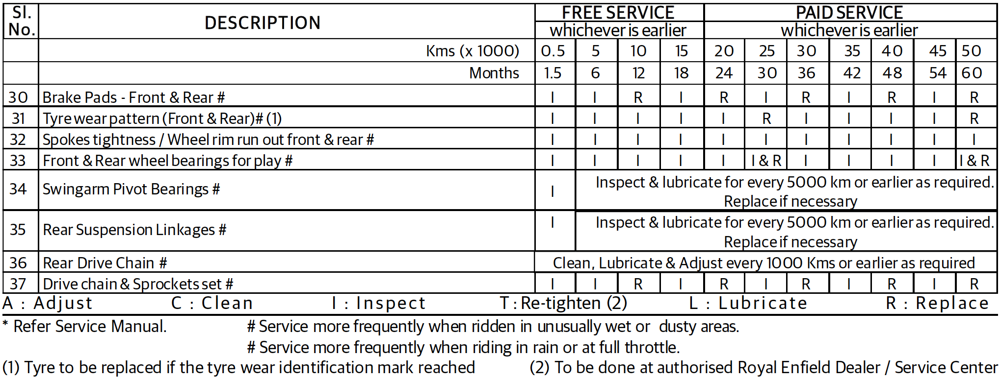 Sl. No. DESCRIPTION FREE SERVICE PAID SERVICE
whichever is earlier whichever is earlier
Kms (x 1000) 0.5 5 10 15 20 25 30 35 40 45 50
Months 1.5 6 12 18 24 30 36 42 48 54 60
30 Brake Pads - Front & Rear # I I R I R I R I R I R
31 Tyre wear pattern (Front & Rear)# (1) I I I I I R I I I I R
32 Spokes tightness / Wheel rim run out front & rear # I I I I I I I I I I I
33 Front & Rear wheel bearings for play # I I I I I I & R I I I I I & R
34 Swingarm Pivot Bearings # I Inspect & lubricate for every 5000 km or earlier as required.
Replace if necessary
35 Rear Suspension Linkages # I Inspect & lubricate for every 5000 km or earlier as required.
Replace if necessary
36 Rear Drive Chain # Clean, Lubricate & Adjust every 1000 Kms or earlier as required
37 Drive chain & Sprockets set # I I R I R I R I R I R
A : Adjust C : Clean I : Inspect T : Re-tighten (2) L : Lubricate R : Replace
* Refer Service Manual. # Service more frequently when ridden in unusually wet or dusty areas.
# Service more frequently when riding in rain or at full throttle.
(1) Tyre to be replaced if the tyre wear identification mark reached (2) To be done at authorised Royal Enfield Dealer / Service Center